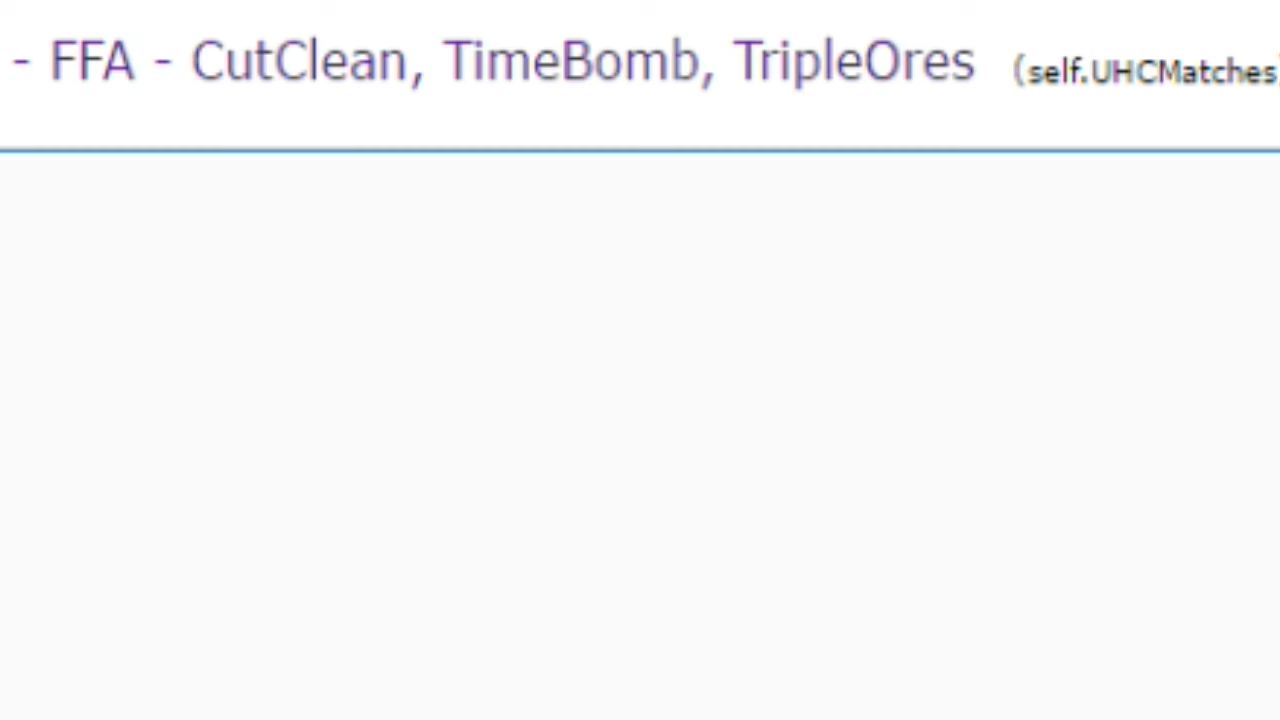 - FFA - CutClean, TimeBomb, TripleOres (self.UHCMatches)